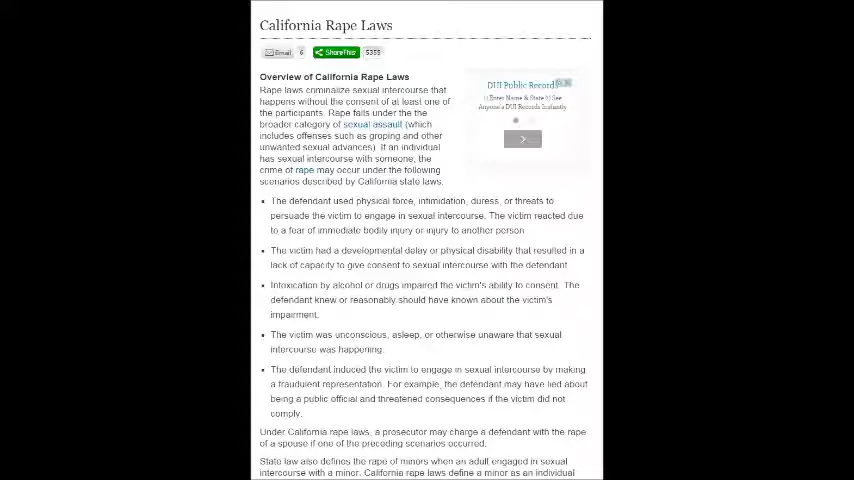 California Rape Laws
Email 6 ShareThis 5355
Overview of California Rape Laws
Rape laws criminalize sexual intercourse that
happens without the consent of at least one of
the participants. Rape falls under the the
broader category of sexual assault (which
includes offenses such as groping and other
unwanted sexual advances). If an individual
has sexual intercourse with someone, the
crime of rape may occur under the following
scenarios described by California state laws.
DUI Public Records
1) Enter Name & State 2) See
Anyone's DUI Records Instantly
The defendant used physical force, intimidation, duress, or threats to
persuade the victim to engage in sexual intercourse. The victim reacted due
to a fear of immediate bodily injury or injury to another person
The victim had a developmental delay or physical disability that resulted in a
lack of capacity to give consent to sexual intercourse with the defendant
Intoxication by alcohol or drugs impaired the victim's ability to consent. The
defendant knew or reasonably should have known about the victim's
impairment.
The victim was unconscious, asleep, or otherwise unaware that sexual
intercourse was happening.
The defendant induced the victim to engage in sexual intercourse by making
a fraudulent representation. For example, the defendant may have lied about
being a public official and threatened consequences if the victim did not
comply.
Under California rape laws, a prosecutor may charge a defendant with the rape
of a spouse if one of the preceding scenarios occurred.
State law also defines the rape of minors when an adult engaged in sexual
intercourse with a minor. California rape laws define a minor as an individual